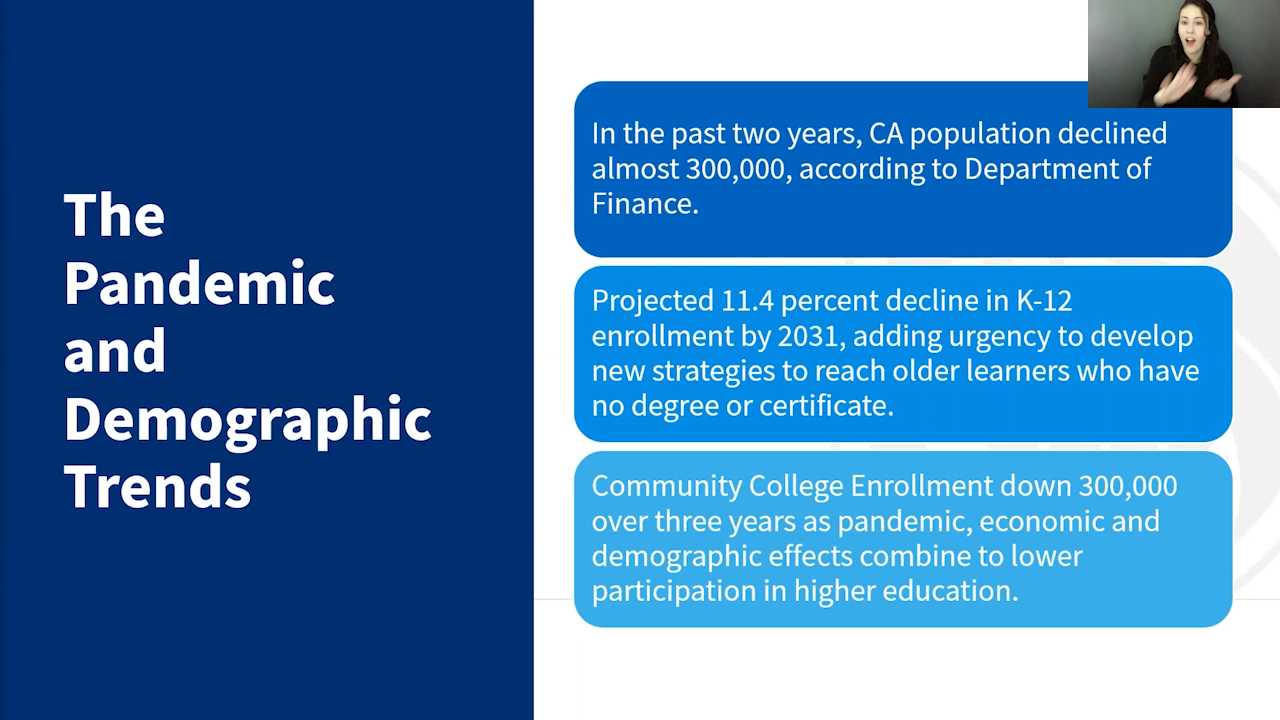 The
Pandemic
and
Demographic
Trends
In the past two years, CA population declined
almost 300,000, according to Department of
Finance.
Projected 11.4 percent decline in K-12
enrollment by 2031, adding urgency to develop
new strategies to reach older learners who have
no degree or certificate.
Community College Enrollment down 300,000
over three years as pandemic, economic and
demographic effects combine to lower
participation in higher education.